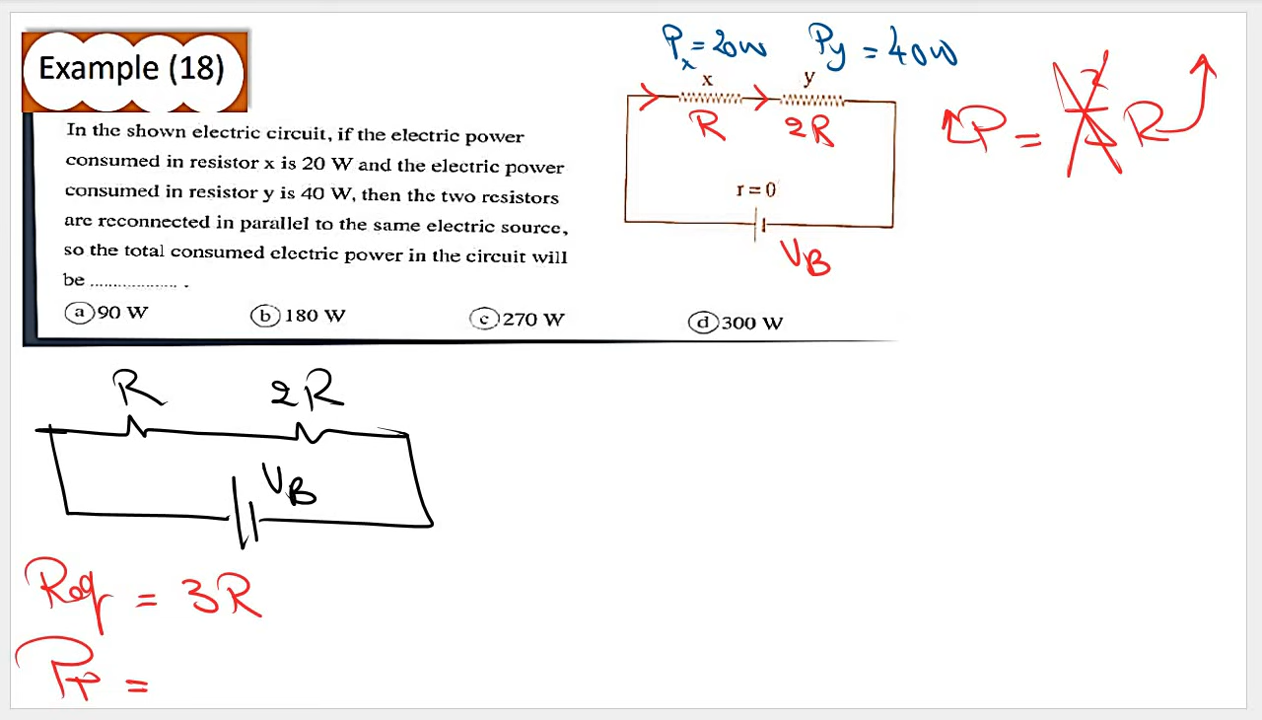 Example (18)
In the shown electric circuit, if the electric power
consumed in resistor x is 20 W and the electric power
consumed in resistor y is 40 W, then the two resistors
are reconnected in parallel to the same electric source,
so the total consumed electric power in the circuit will
be .................. .
(a) 90 W
(b) 180 W
(c) 270 W
(d) 300 W
Px = 20w Py = 40w
x y
R 2R
r = 0
VB
↑P = R
R 2R
VB
Req = 3R
PT =